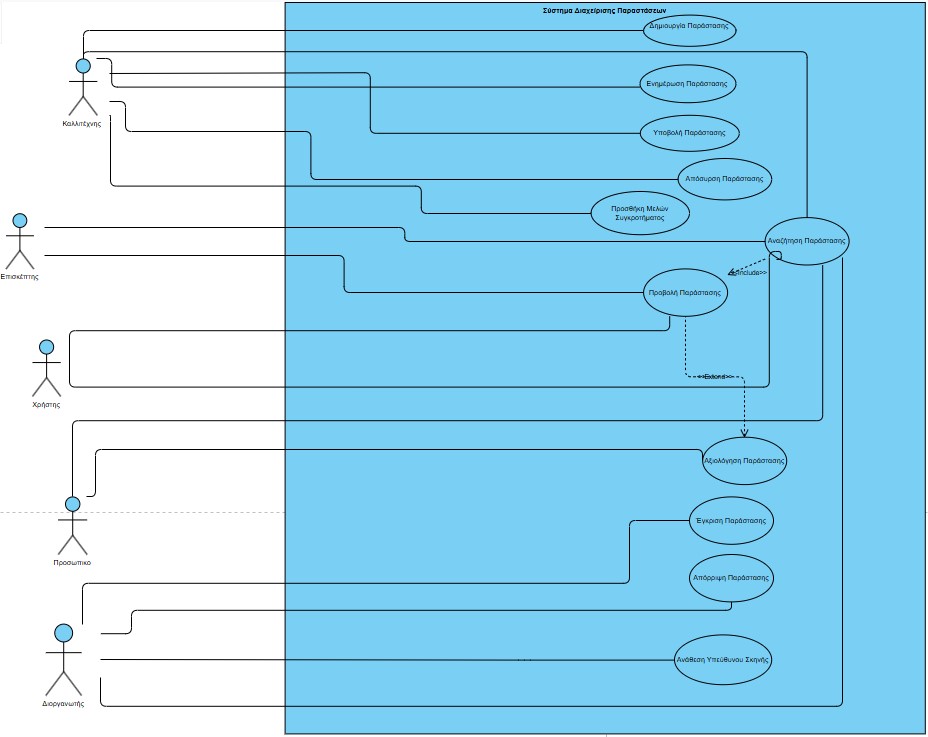 Σύστημα Διαχείρισης Παραστάσεων
Δημιουργία Παράστασης
Ενημέρωση Παράστασης
Καλλιτέχνης
Υποβολή Παράστασης
Απόσυρση Παράστασης
Προσθήκη Μελών
Συγκροτήματος
Αναζήτηση Παράστασης
Επισκέπτης
<<Include>>
Προβολή Παράστασης
<<Extend>>
Χρήστης
Αξιολόγηση Παράστασης
Έγκριση Παράστασης
Προσωπικο
Απόρριψη Παράστασης
Ανάθεση Υπεύθυνου Σκηνής
Διοργανωτής